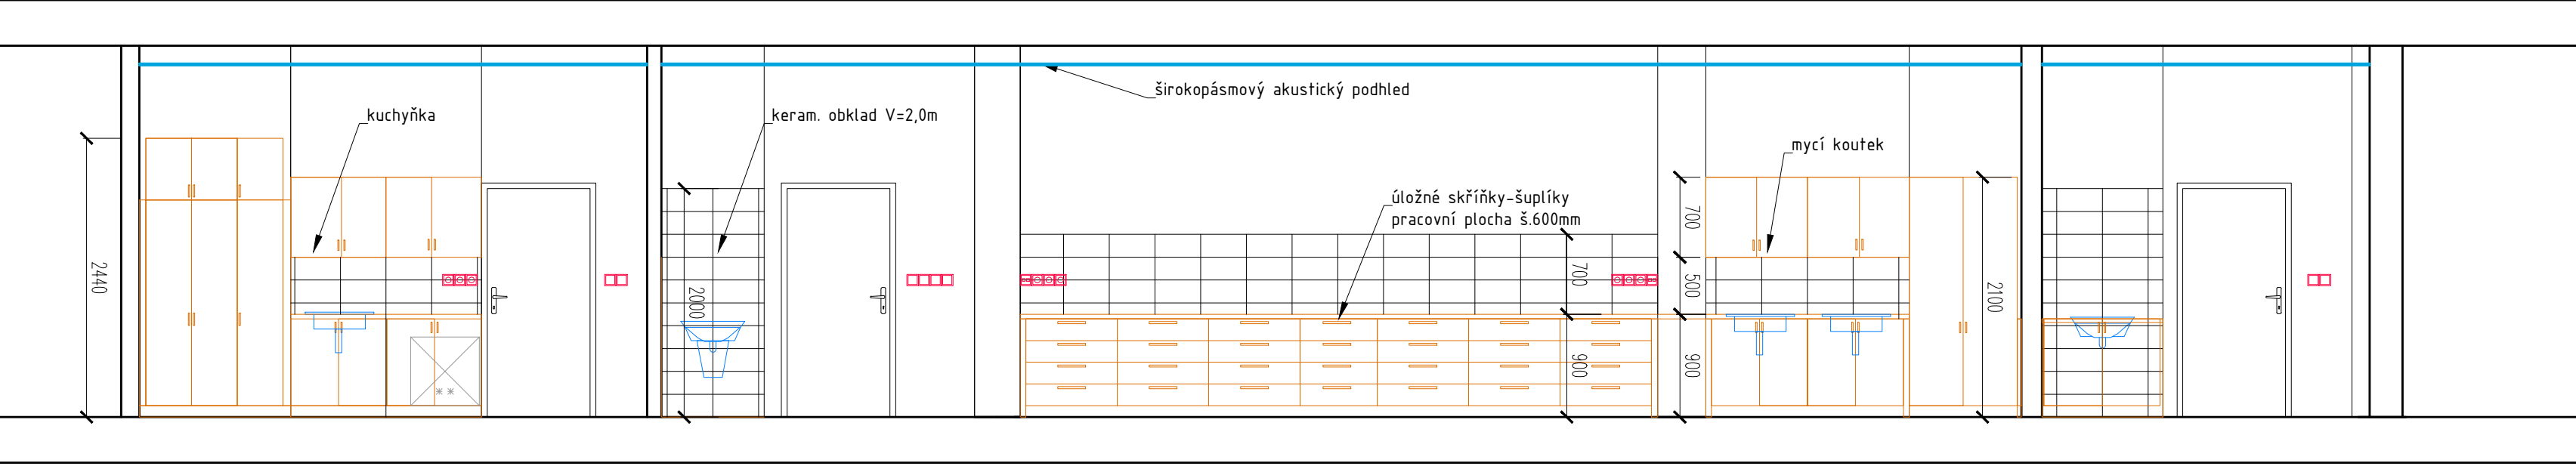 širokopásmový akustický podhled
kuchyňka
keram. obklad V=2,0m
mycí koutek
úložné skříňky-šuplíky
pracovní plocha š.600mm
2440
2000
700
900
700
500
900
2100